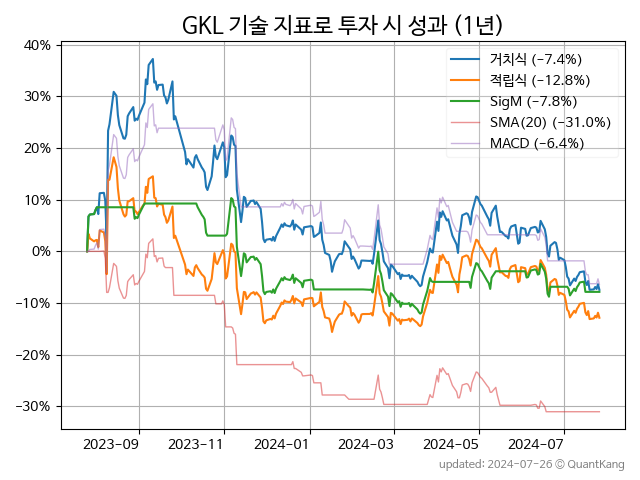 GKL 기술 지표로 투자 시 성과 (1년)
40%
30%
20%
10%
0%
−10%
−20%
−30%
거치식 (−7.4%)
적립식 (−12.8%)
SigM (−7.8%)
SMA(20) (−31.0%)
MACD (−6.4%)
2023−09 2023−11 2024−01 2024−03 2024−05 2024−07
updated: 2024-07-26 © QuantKang